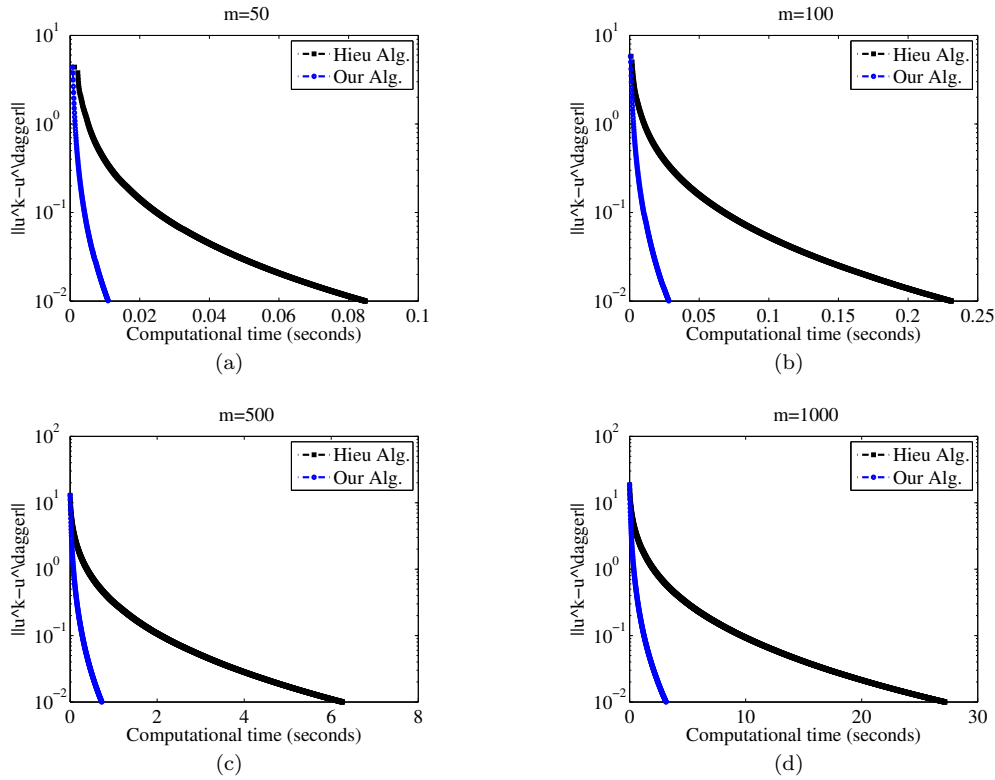 m=50
10^1
10^0
10^-1
10^-2
||u^k−u^\dagger||
Hieu Alg.
Our Alg.
0 0.02 0.04 0.06 0.08 0.1
Computational time (seconds)
(a)
m=100
10^1
10^0
10^-1
10^-2
||u^k−u^\dagger||
Hieu Alg.
Our Alg.
0 0.05 0.1 0.15 0.2 0.25
Computational time (seconds)
(b)
m=500
10^2
10^1
10^0
10^-1
10^-2
||u^k−u^\dagger||
Hieu Alg.
Our Alg.
0 2 4 6 8
Computational time (seconds)
(c)
m=1000
10^2
10^1
10^0
10^-1
10^-2
||u^k−u^\dagger||
Hieu Alg.
Our Alg.
0 10 20 30
Computational time (seconds)
(d)